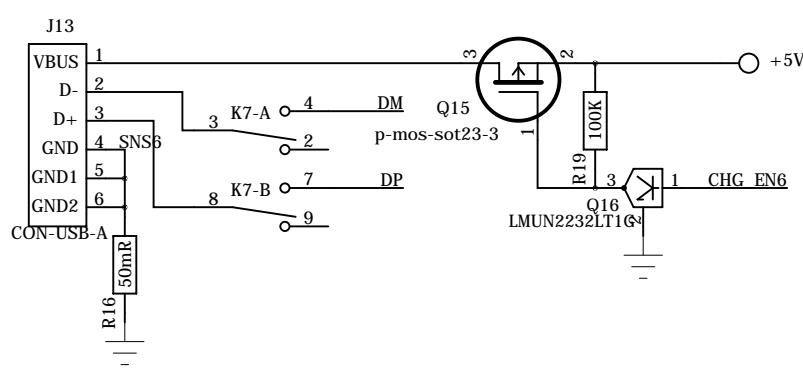 J13
VBUS 1
D- 2
D+ 3
GND 4 SNS6
GND1 5
GND2 6
CON-USB-A
R16 50mR
K7-A
3 4 DM
2
K7-B
8 7 DP
9
3 2
Q15
p-mos-sot23-3
1
+5V
R19 100K
3 1 CHG_EN6
Q16
LMUN2232LT1G
2